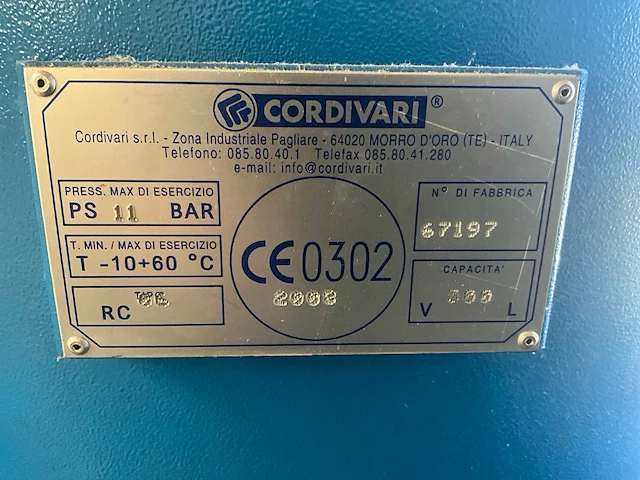 CORDIVARI ®
Cordivari s.r.l. - Zona Industriale Pagliare - 64020 MORRO D'ORO (TE) - ITALY
Telefono: 085.80.40.1 Telefax 085.80.41.280
e-mail: info@cordivari.it
PRESS. MAX DI ESERCIZIO
PS 11 BAR
T. MIN. / MAX DI ESERCIZIO
T -10+60 °C
RC
CE 0302
2008
N° DI FABBRICA
67197
CAPACITA'
V L